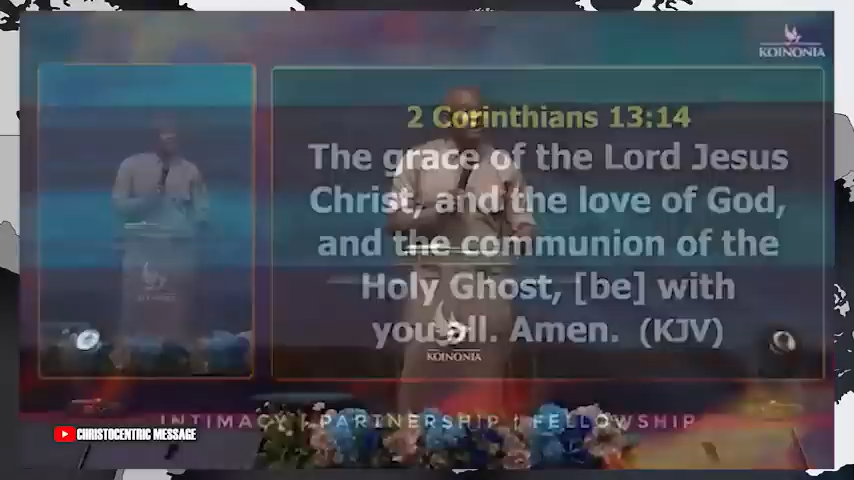 KOINONIA
2 Corinthians 13:14
The grace of the Lord Jesus
Christ, and the love of God,
and the communion of the
Holy Ghost, [be] with
you all. Amen. (KJV)
KOINONIA
INTIMACY | PARTNERSHIP | FELLOWSHIP
CHRISTOCENTRIC MESSAGE